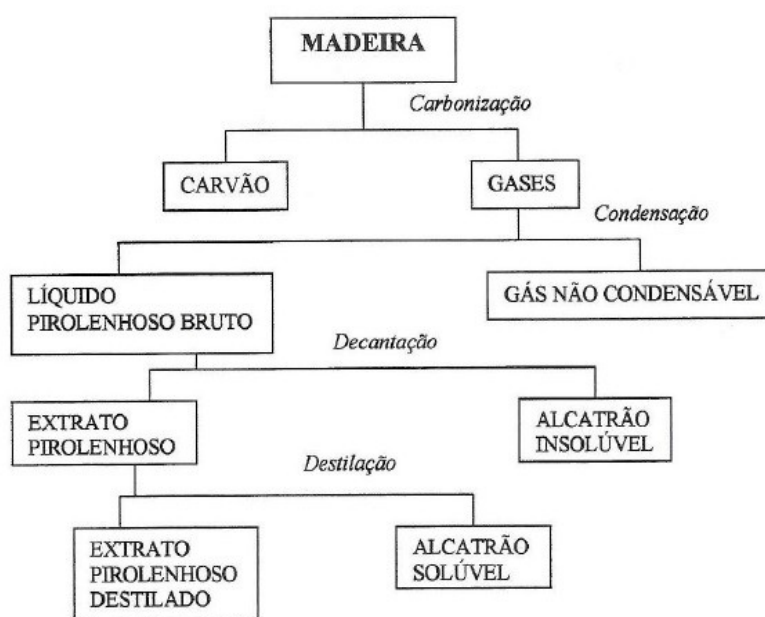 MADEIRA
Carbonização
CARVÃO
GASES
Condensação
LÍQUIDO
PIROLENHOSO BRUTO
GÁS NÃO CONDENSÁVEL
Decantação
EXTRATO
PIROLENHOSO
ALCATRÃO
INSOLÚVEL
Destilação
EXTRATO
PIROLENHOSO
DESTILADO
ALCATRÃO
SOLÚVEL